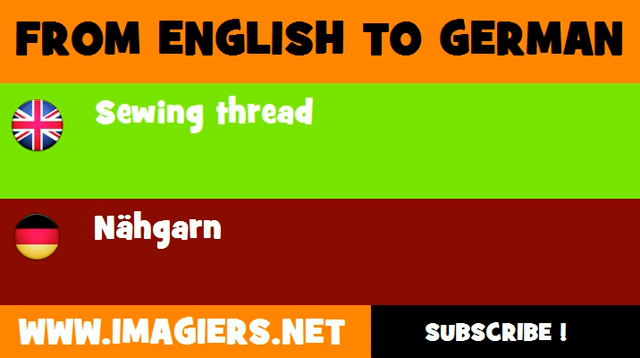 FROM ENGLISH TO GERMAN
Sewing thread
Nähgarn
WWW.IMAGIERS.NET
SUBSCRIBE !